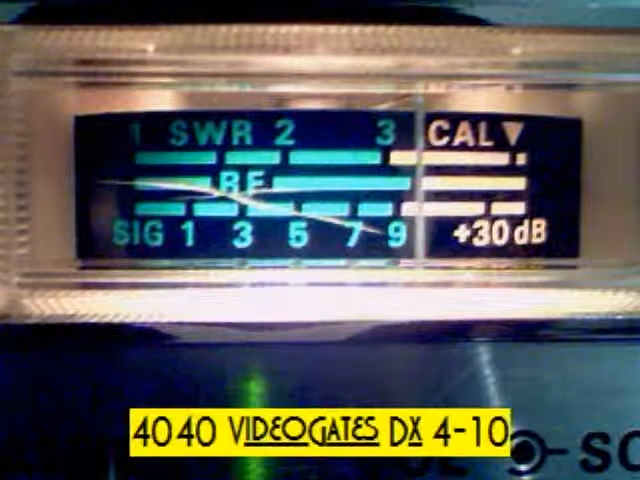 1 SWR 2 3 CAL▼
RF
SIG 1 3 5 7 9 +30dB
4040 VIDEOGATES DX 4-10